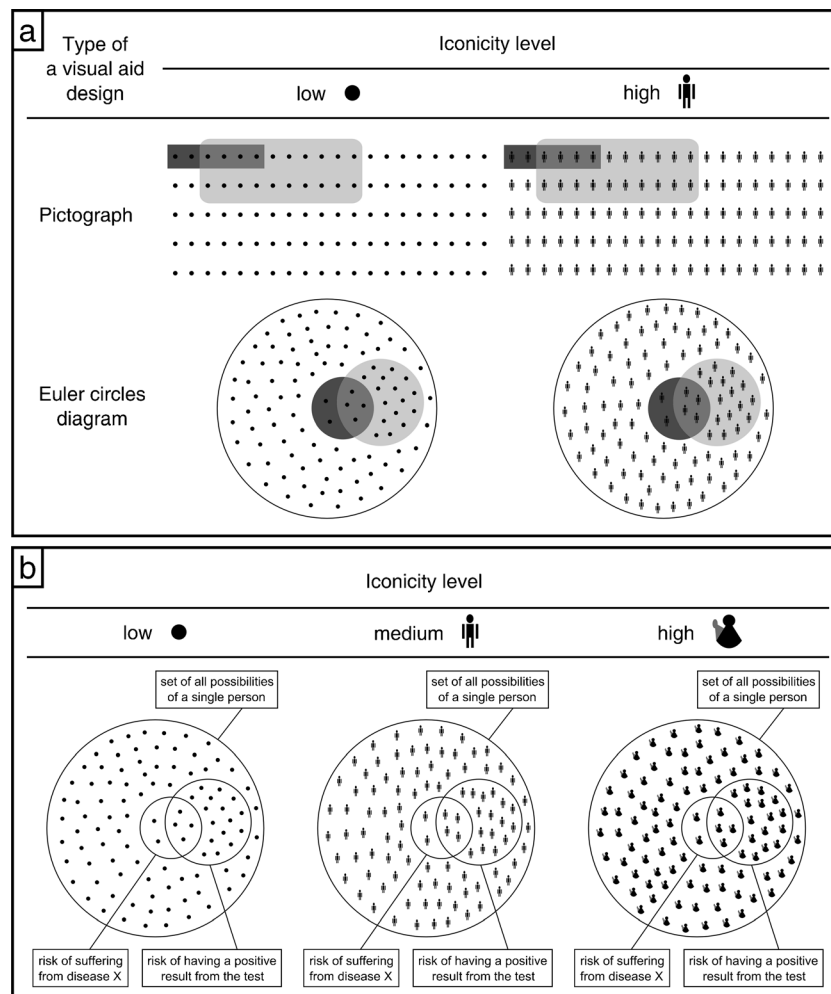 a
Type of
a visual aid
design
Iconicity level
low
high
Pictograph
Euler circles
diagram
b
Iconicity level
low
medium
high
set of all possibilities
of a single person
set of all possibilities
of a single person
set of all possibilities
of a single person
risk of suffering
from disease X
risk of having a positive
result from the test
risk of suffering
from disease X
risk of having a positive
result from the test
risk of suffering
from disease X
risk of having a positive
result from the test